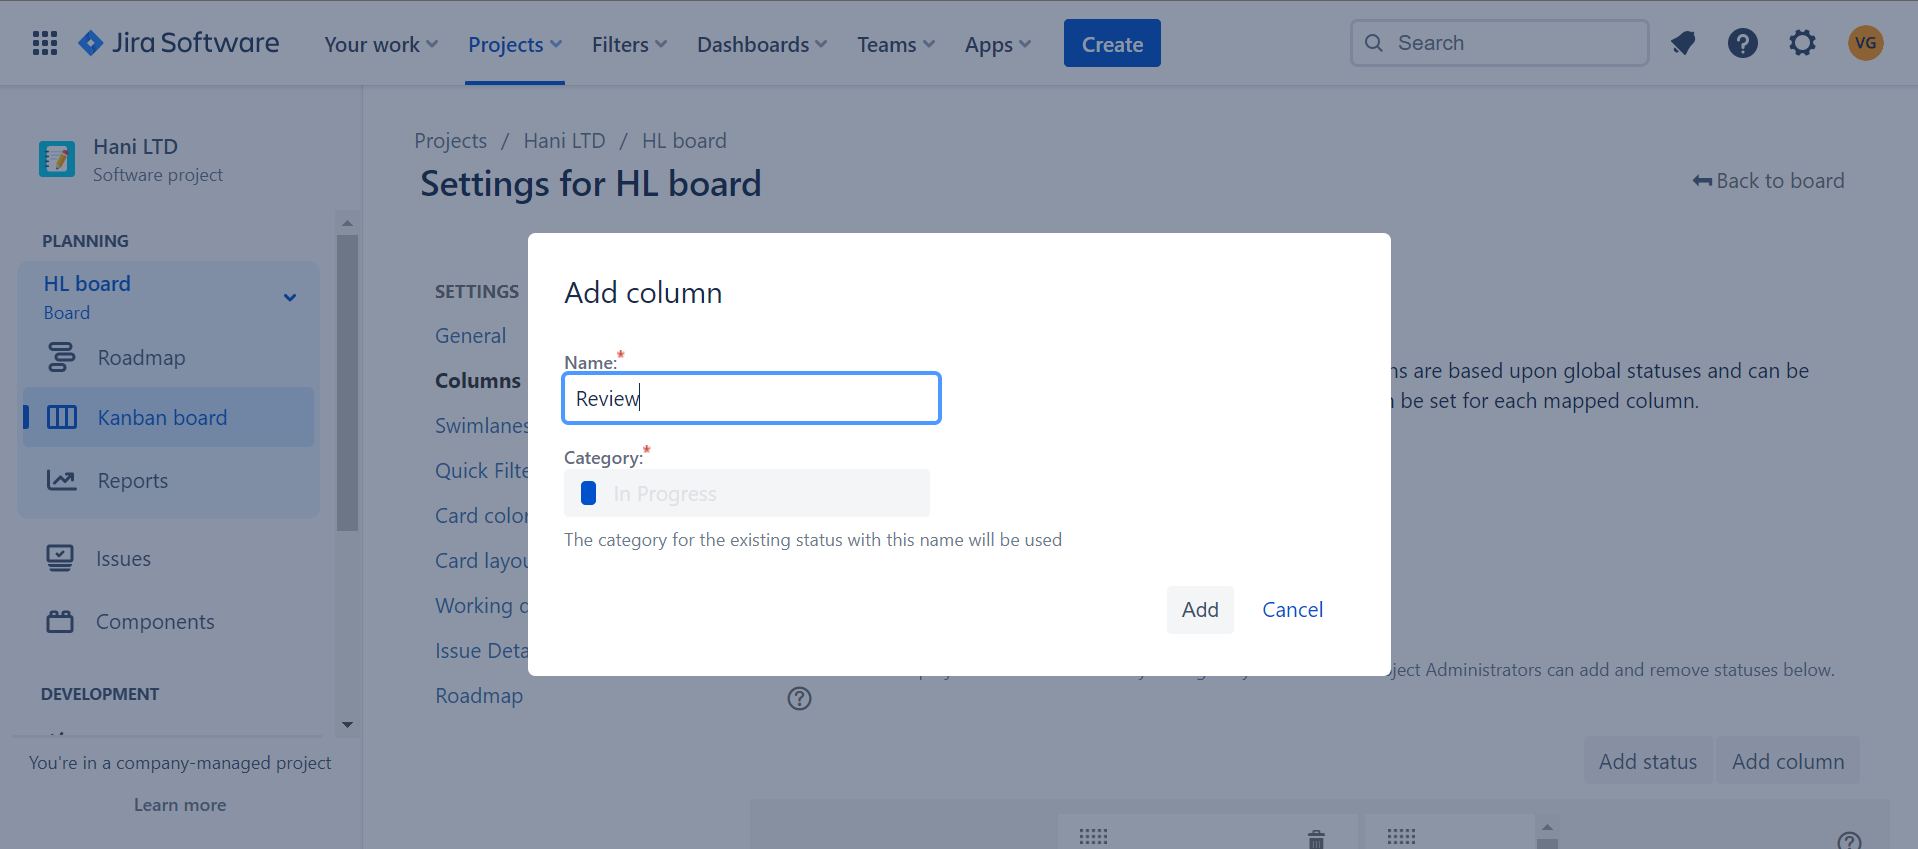 Jira Software Your work Projects Filters Dashboards Teams Apps Create Search VG
Hani LTD
Software project
PLANNING
HL board
Board
Roadmap
Kanban board
Reports
Issues
Components
DEVELOPMENT
You're in a company-managed project
Learn more
Projects / Hani LTD / HL board
Settings for HL board
Back to board
SETTINGS
General
Columns
Swimlanes
Quick Filte
Card color
Card layou
Working d
Issue Deta
Roadmap
Add column
Name:*
Review
Category:*
In Progress
The category for the existing status with this name will be used
Add Cancel
ns are based upon global statuses and can be
be set for each mapped column.
ject Administrators can add and remove statuses below.
Add status Add column